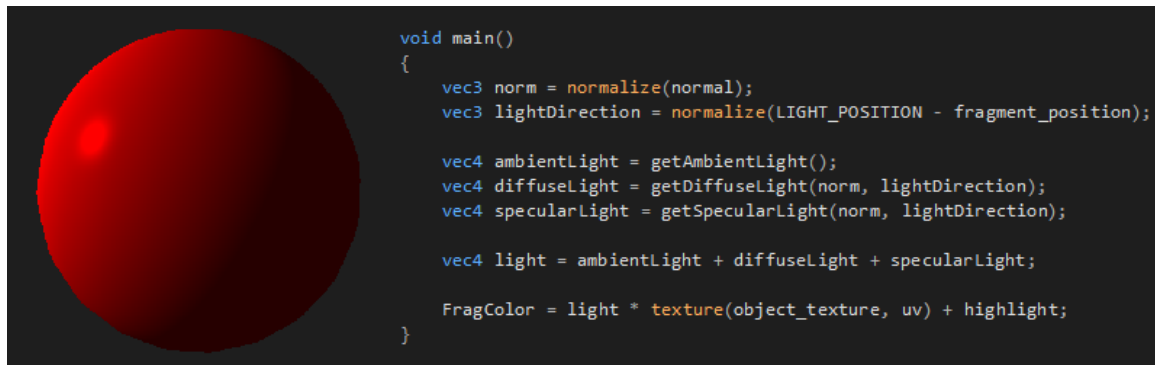 void main()
{
    vec3 norm = normalize(normal);
    vec3 lightDirection = normalize(LIGHT_POSITION - fragment_position);

    vec4 ambientLight = getAmbientLight();
    vec4 diffuseLight = getDiffuseLight(norm, lightDirection);
    vec4 specularLight = getSpecularLight(norm, lightDirection);

    vec4 light = ambientLight + diffuseLight + specularLight;

    FragColor = light * texture(object_texture, uv) + highlight;
}